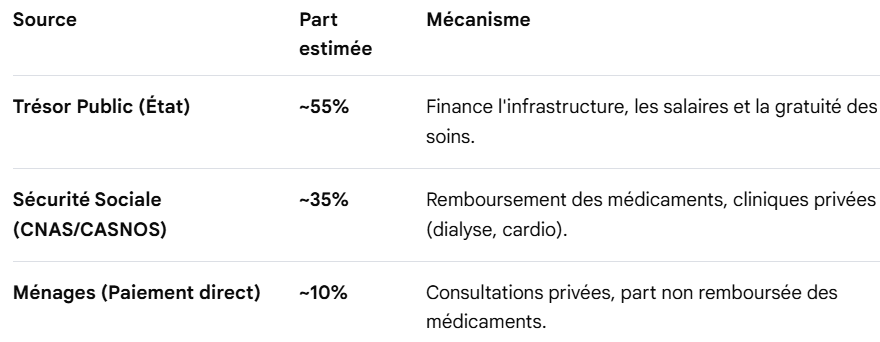 Source Part estimée Mécanisme
Trésor Public (État) ~55% Finance l'infrastructure, les salaires et la gratuité des
soins.
Sécurité Sociale ~35% Remboursement des médicaments, cliniques privées
(CNAS/CASNOS) (dialyse, cardio).
Ménages (Paiement direct) ~10% Consultations privées, part non remboursée des
médicaments.